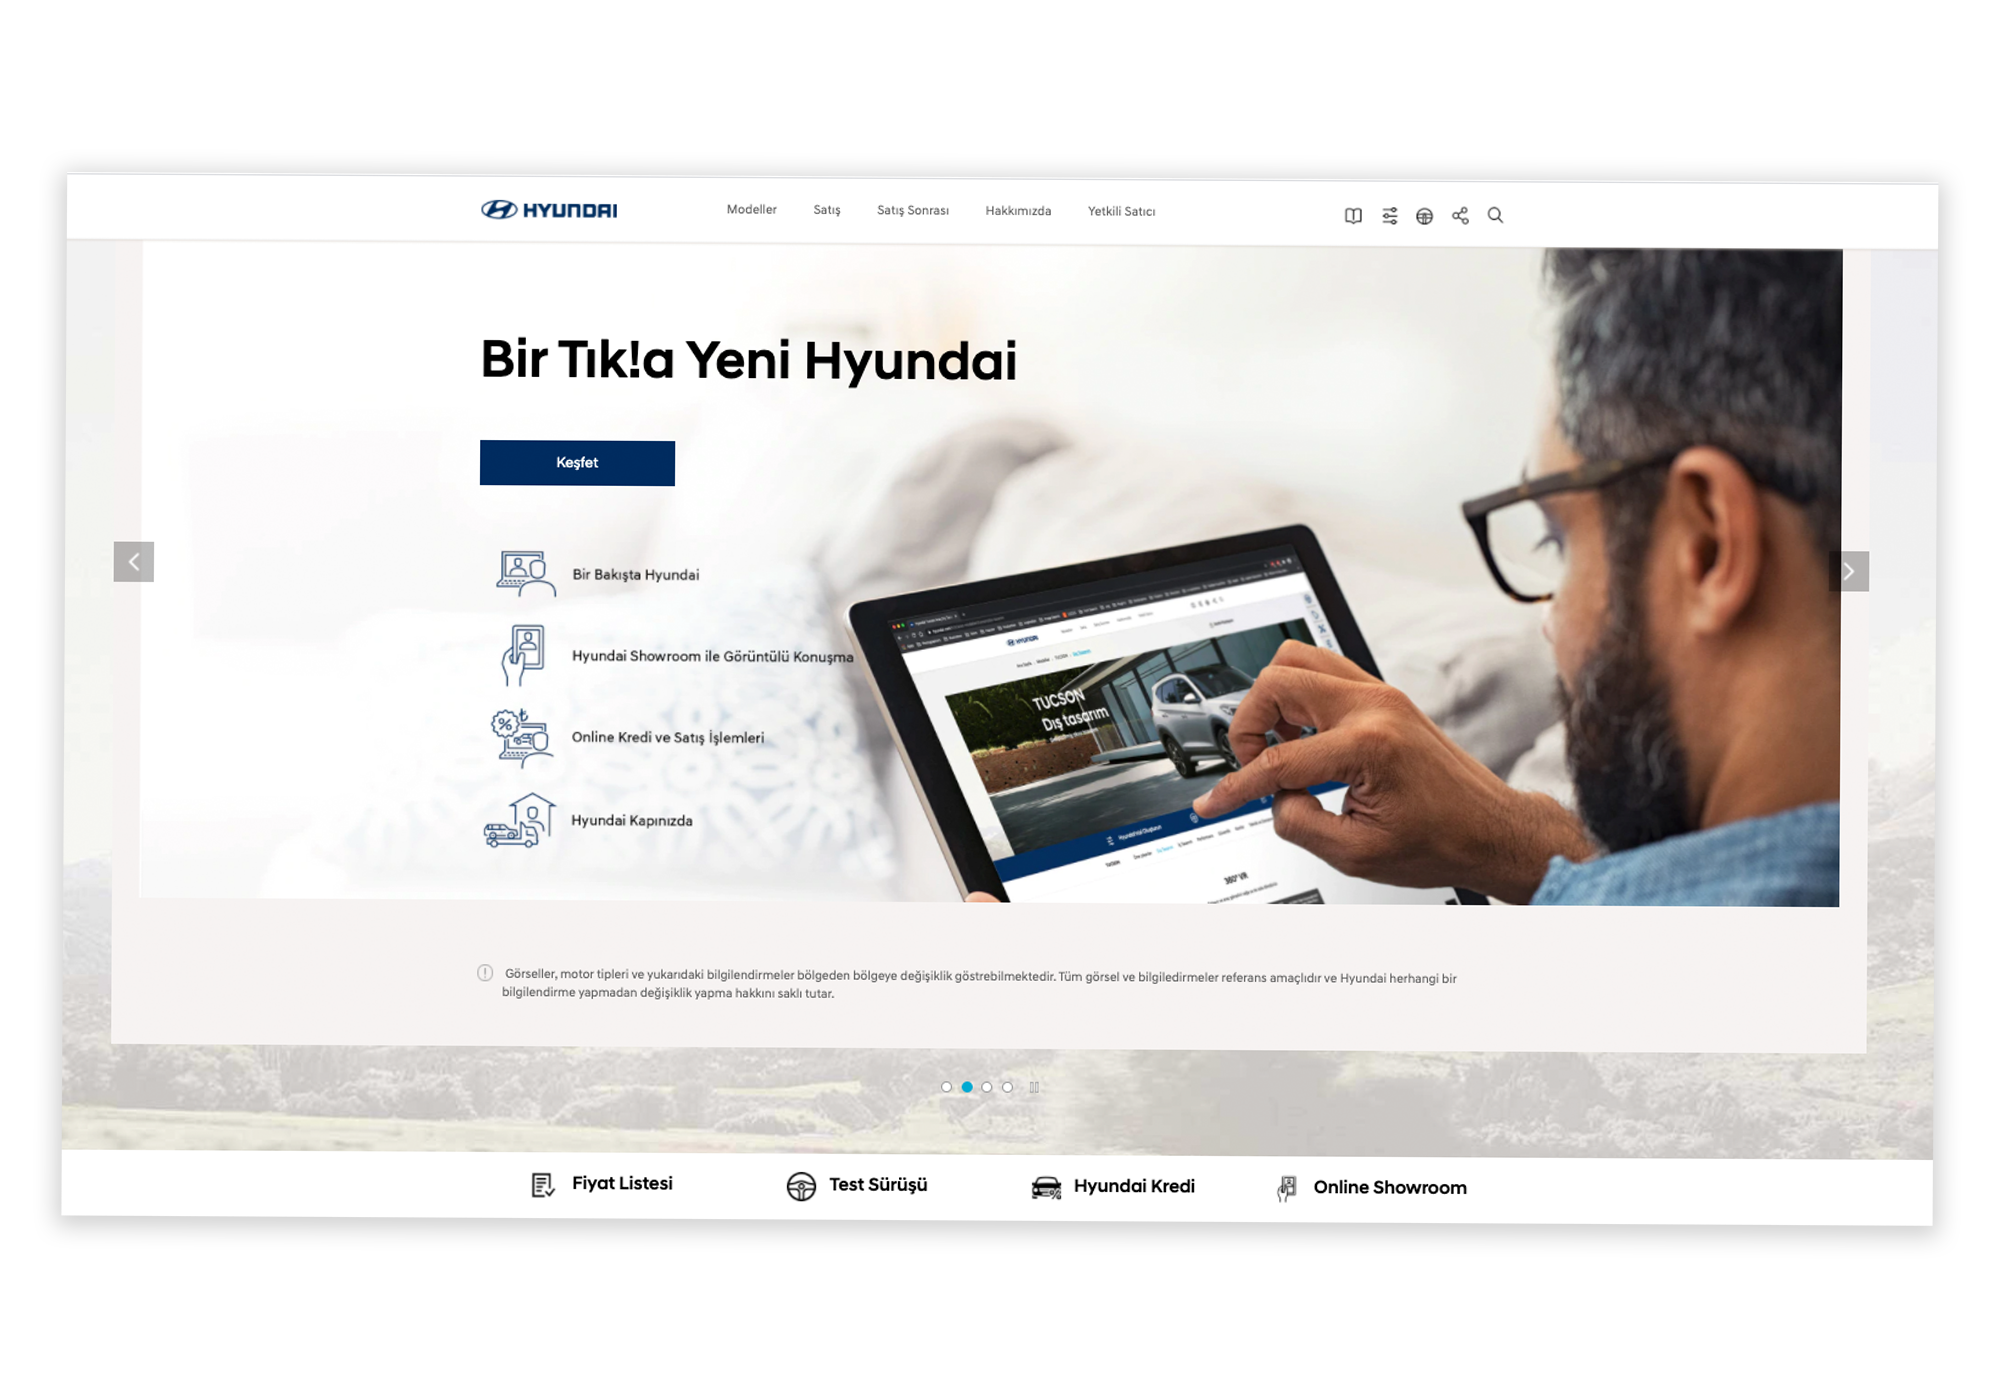 HYUNDAI
Modeller
Satış
Satış Sonrası
Hakkımızda
Yetkili Satıcı
Bir Tık!a Yeni Hyundai
Keşfet
Bir Bakışta Hyundai
Hyundai Showroom ile Görüntülü Konuşma
Online Kredi ve Satış İşlemleri
Hyundai Kapınızda
HYUNDAI
TUCSON
Dış tasarım
360° VR
Görseller, motor tipleri ve yukarıdaki bilgilendirmeler bölgeden bölgeye değişiklik göstrebilmektedir. Tüm görsel ve bilgiledirmeler referans amaçlıdır ve Hyundai herhangi bir
bilgilendirme yapmadan değişiklik yapma hakkını saklı tutar.
Fiyat Listesi
Test Sürüşü
Hyundai Kredi
Online Showroom